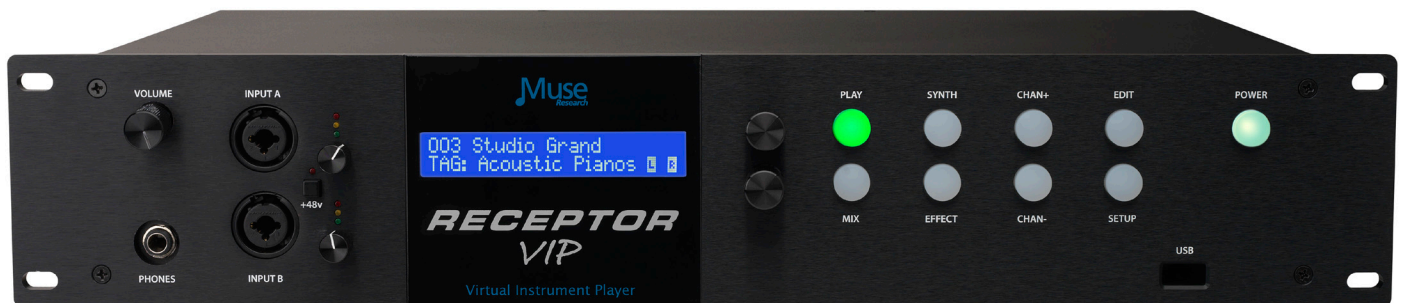 VOLUME
INPUT A
+48v
PHONES
INPUT B
Muse
Research
003 Studio Grand
TAG: Acoustic Pianos L R
RECEPTOR
VIP
Virtual Instrument Player
PLAY SYNTH CHAN+ EDIT POWER
MIX EFFECT CHAN- SETUP
USB